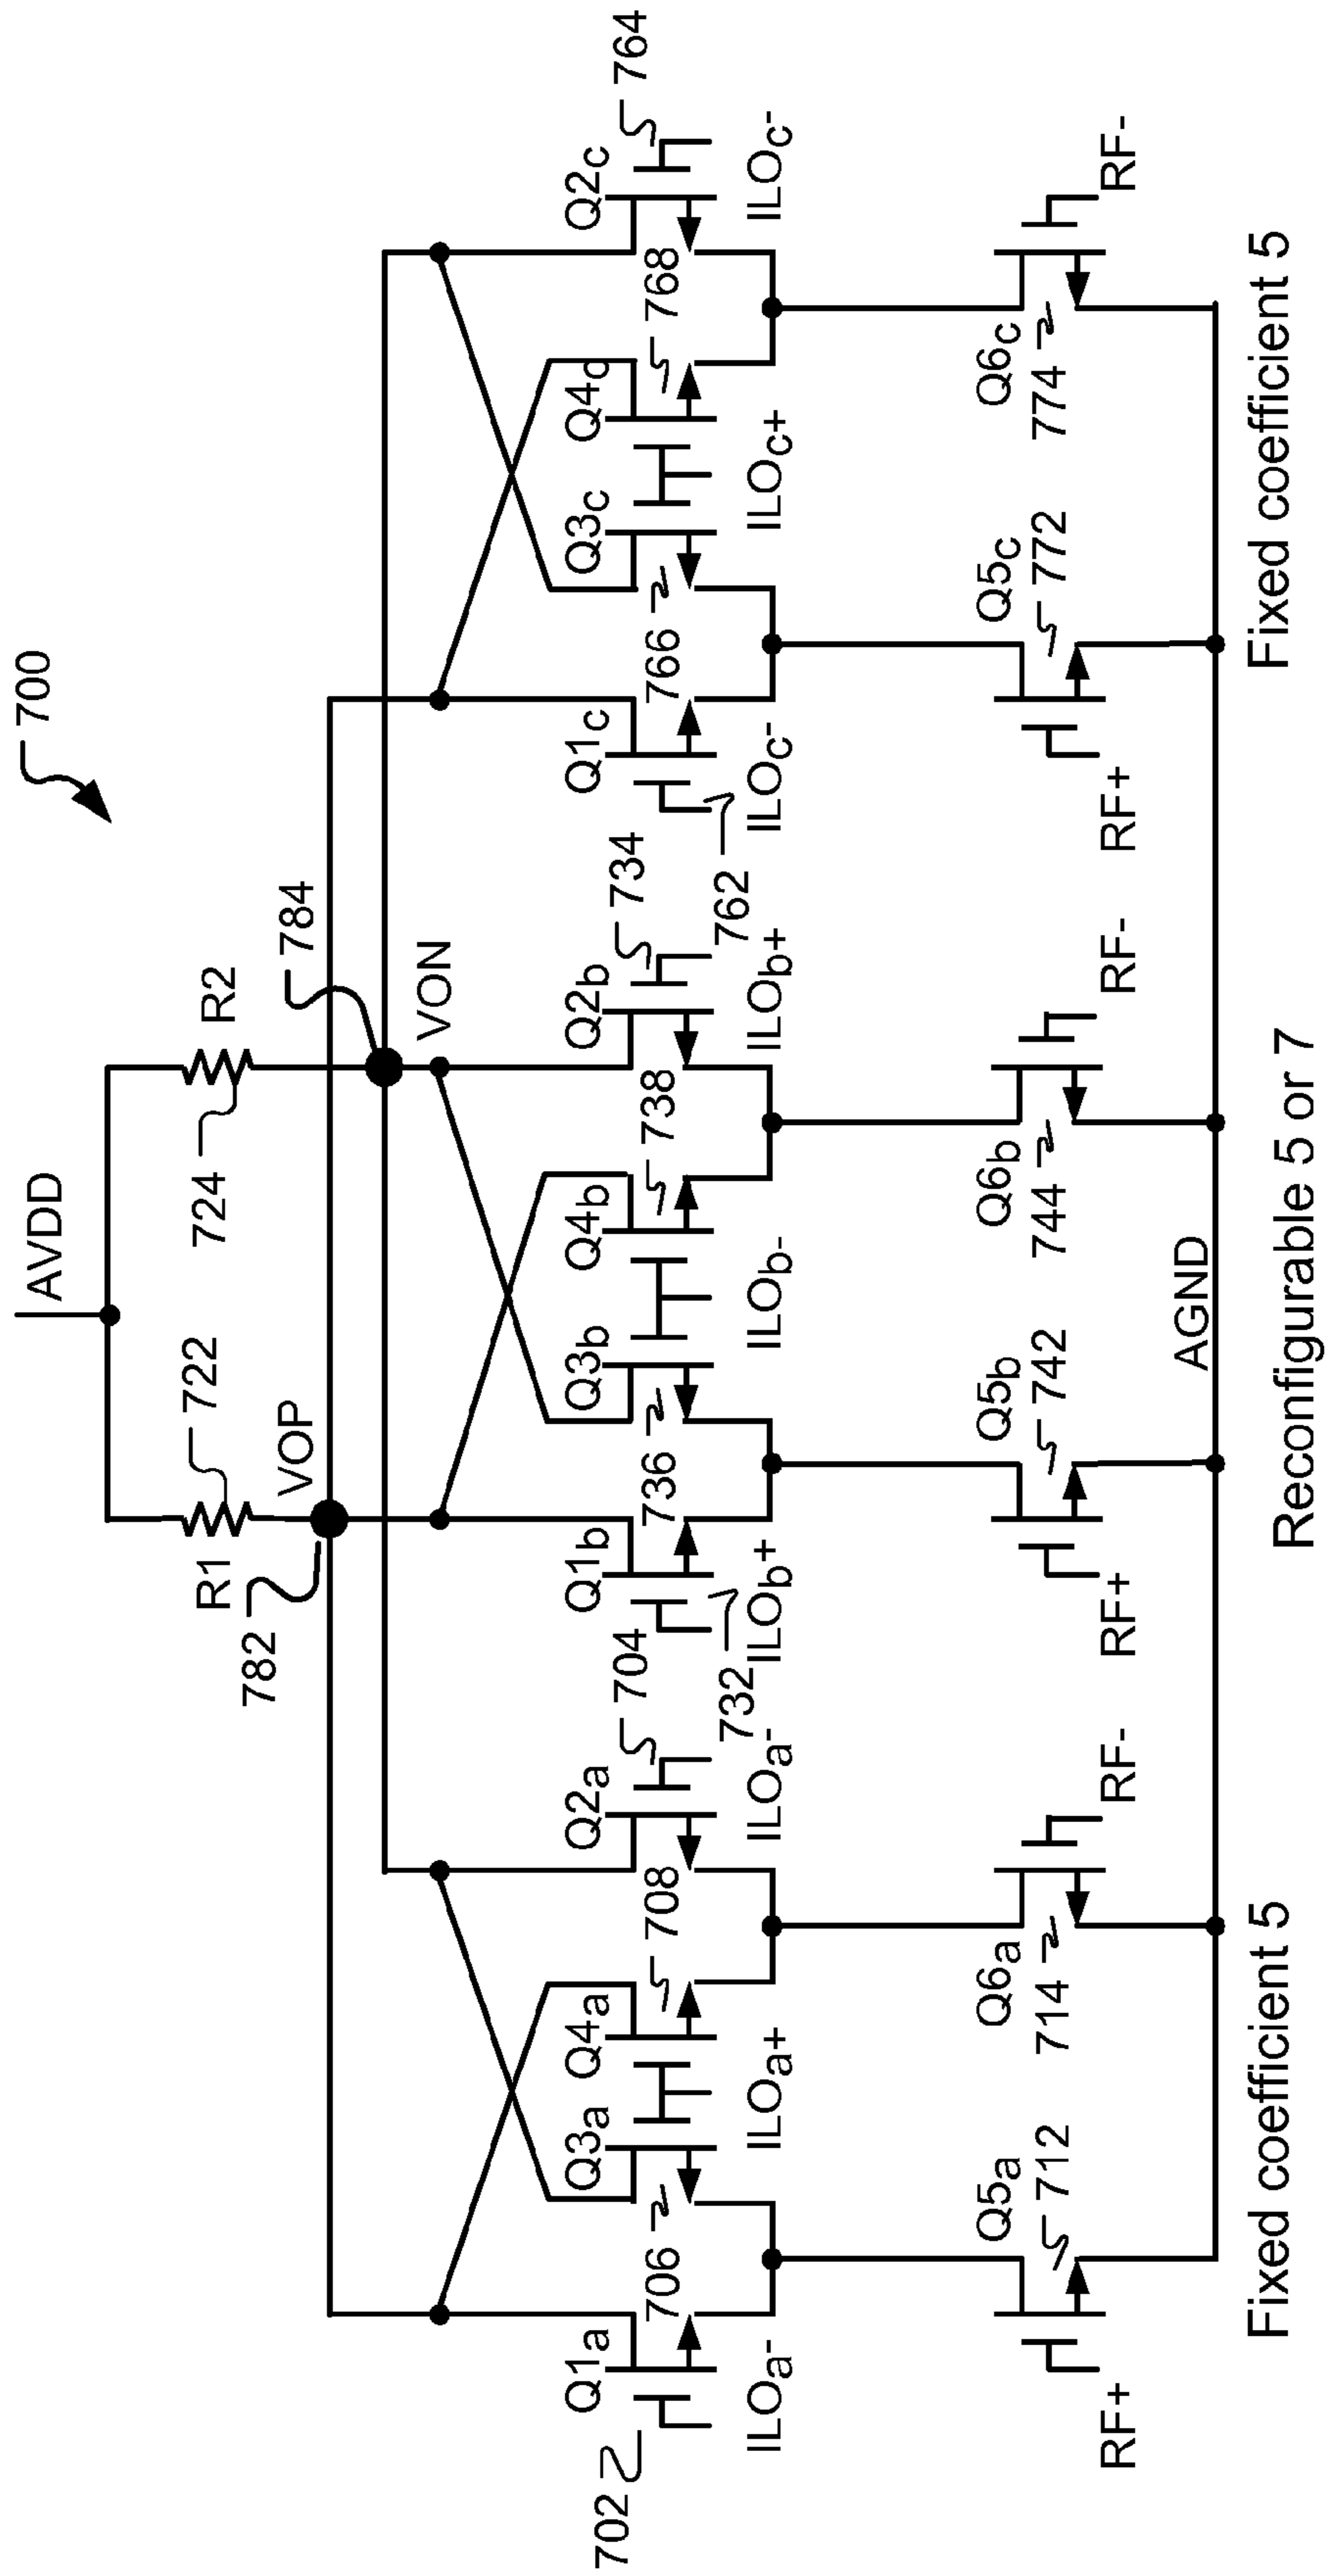 700
AVDD
R1
722
724
R2
VOP
782
784
VON
Q1a
Q3a
Q4a
Q2a
704
Q1b
Q3b
Q4b
Q2b
734
Q1c
Q3c
Q4c
Q2c
764
702
706
708
732
736
738
762
766
768
ILOa-
ILOa+
ILOa-
ILOb+
ILOb-
ILOb+
ILOc-
ILOc+
ILOc-
Q5a
712
Q6a
714
Q5b
742
Q6b
744
Q5c
772
Q6c
774
RF+
RF-
RF+
RF-
RF+
RF-
AGND
Fixed coefficient 5
Reconfigurable 5 or 7
Fixed coefficient 5